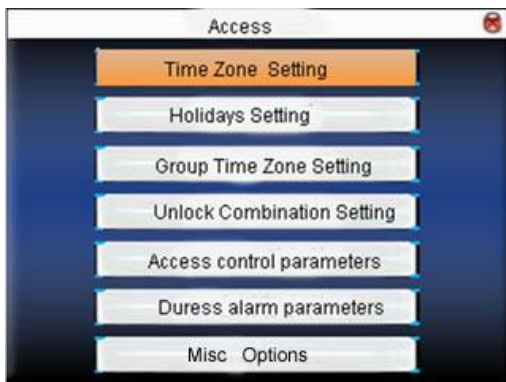 Access
Time Zone Setting
Holidays Setting
Group Time Zone Setting
Unlock Combination Setting
Access control parameters
Duress alarm parameters
Misc Options